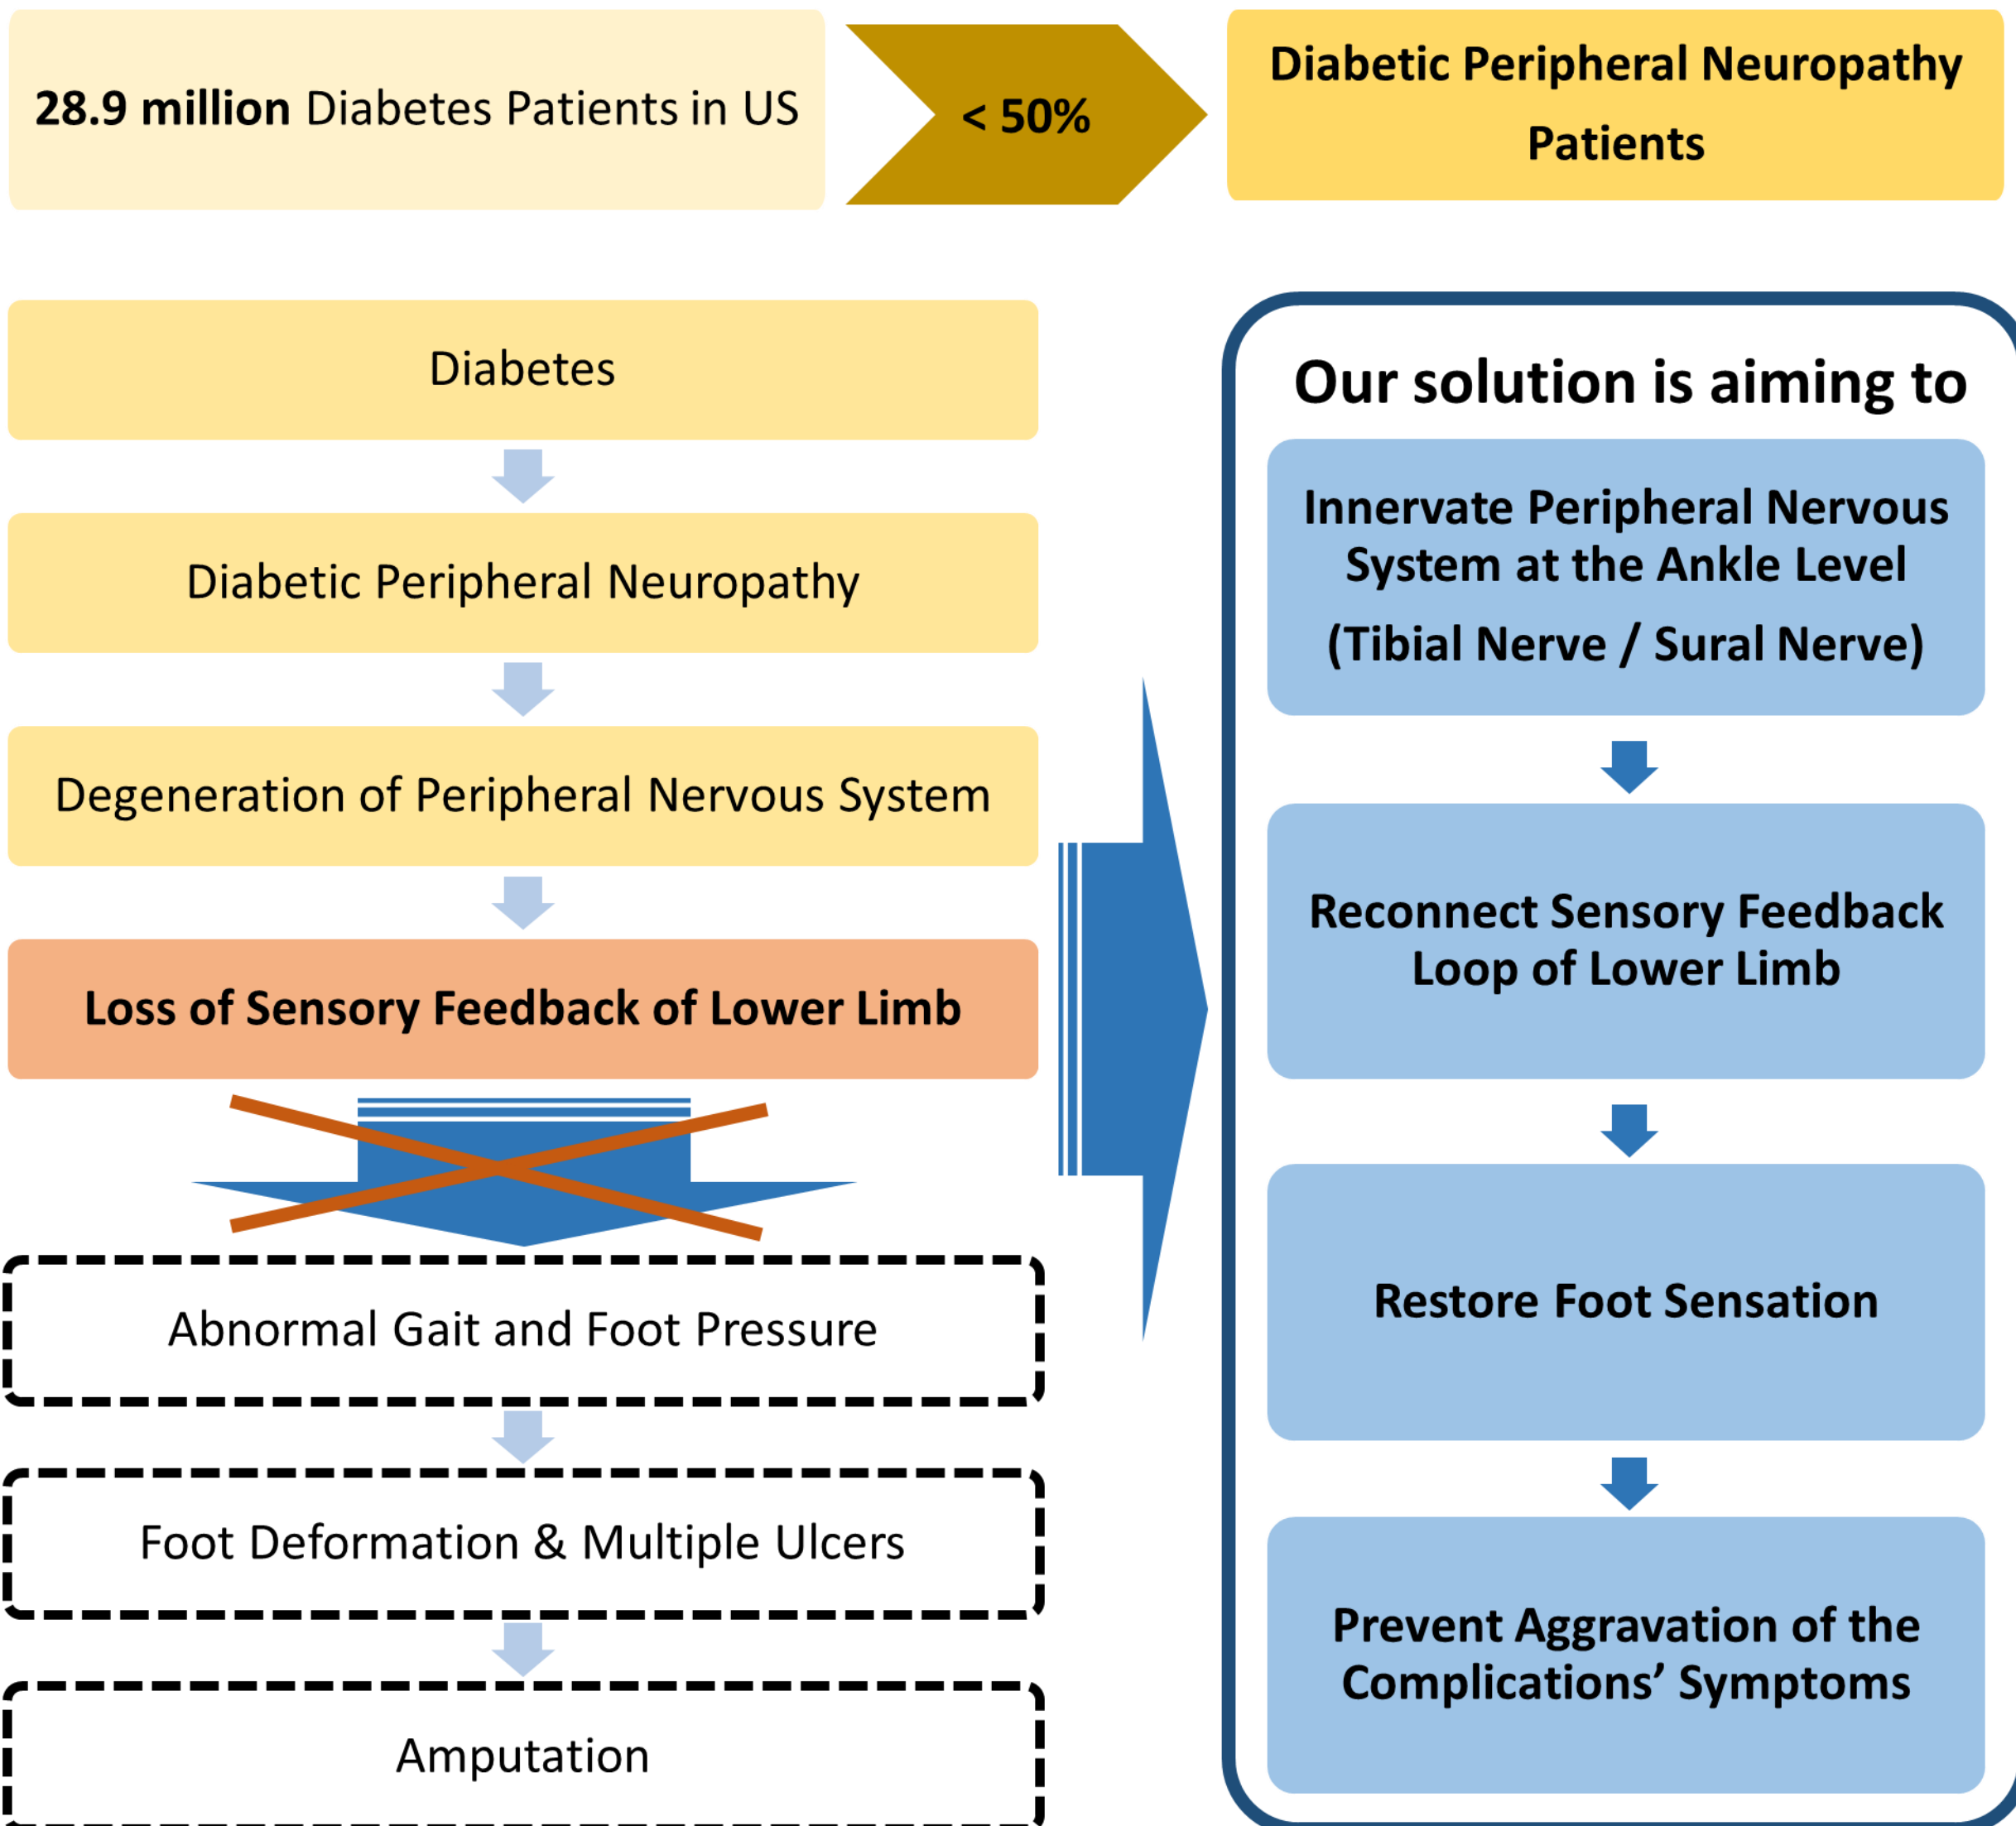 28.9 million Diabetes Patients in US
< 50%
Diabetic Peripheral Neuropathy
Patients
Diabetes
Diabetic Peripheral Neuropathy
Degeneration of Peripheral Nervous System
Loss of Sensory Feedback of Lower Limb
Abnormal Gait and Foot Pressure
Foot Deformation & Multiple Ulcers
Amputation
Our solution is aiming to
Innervate Peripheral Nervous
System at the Ankle Level
(Tibial Nerve / Sural Nerve)
Reconnect Sensory Feedback
Loop of Lower Limb
Restore Foot Sensation
Prevent Aggravation of the
Complications’ Symptoms